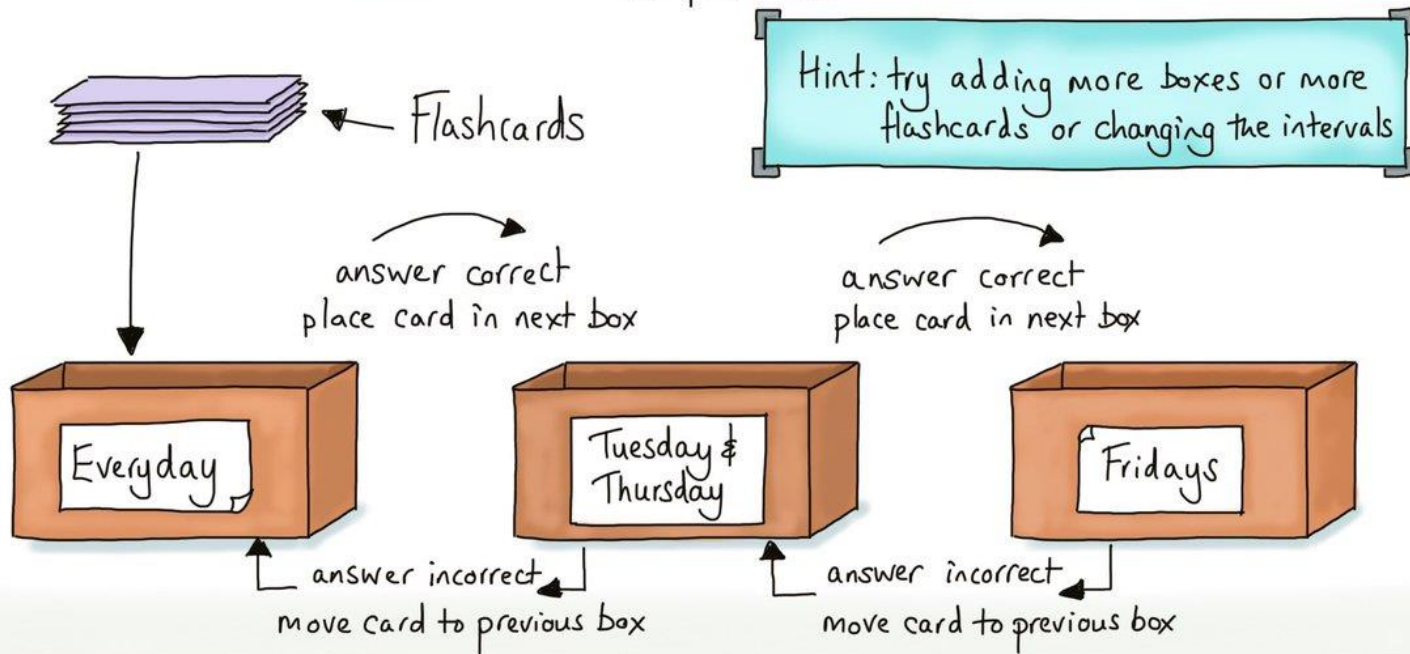 Hint: try adding more boxes or more
flashcards or changing the intervals
Flashcards
answer correct
place card in next box
answer correct
place card in next box
Everyday
Tuesday &
Thursday
Fridays
answer incorrect
move card to previous box
answer incorrect
move card to previous box